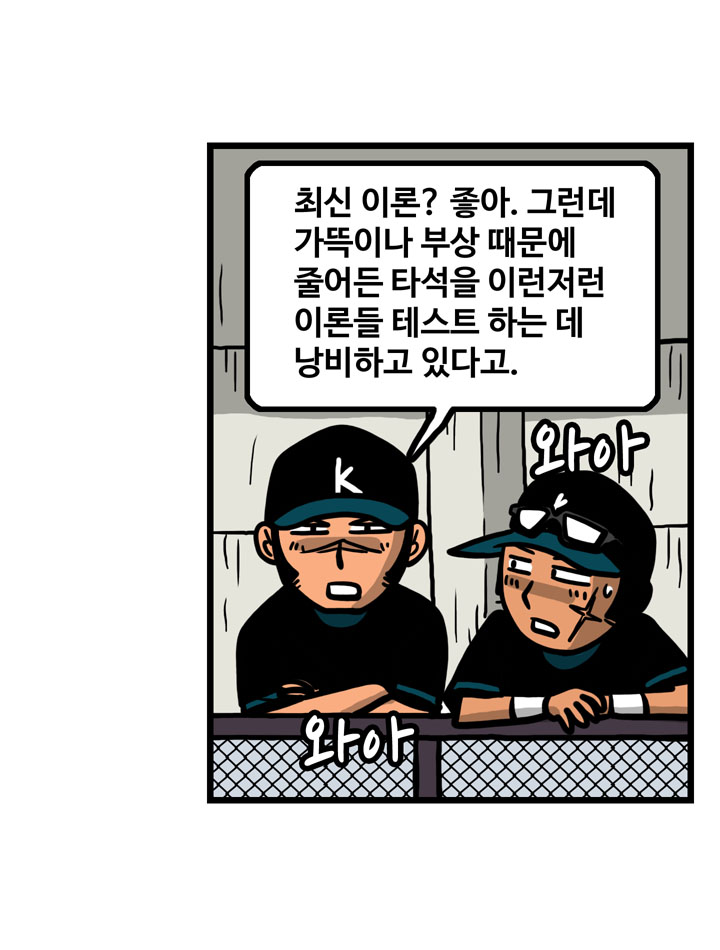 최신 이론? 좋아. 그런데
가뜩이나 부상 때문에
줄어든 타석을 이런저런
이론들 테스트 하는 데
낭비하고 있다고.
와아
K
K
와아